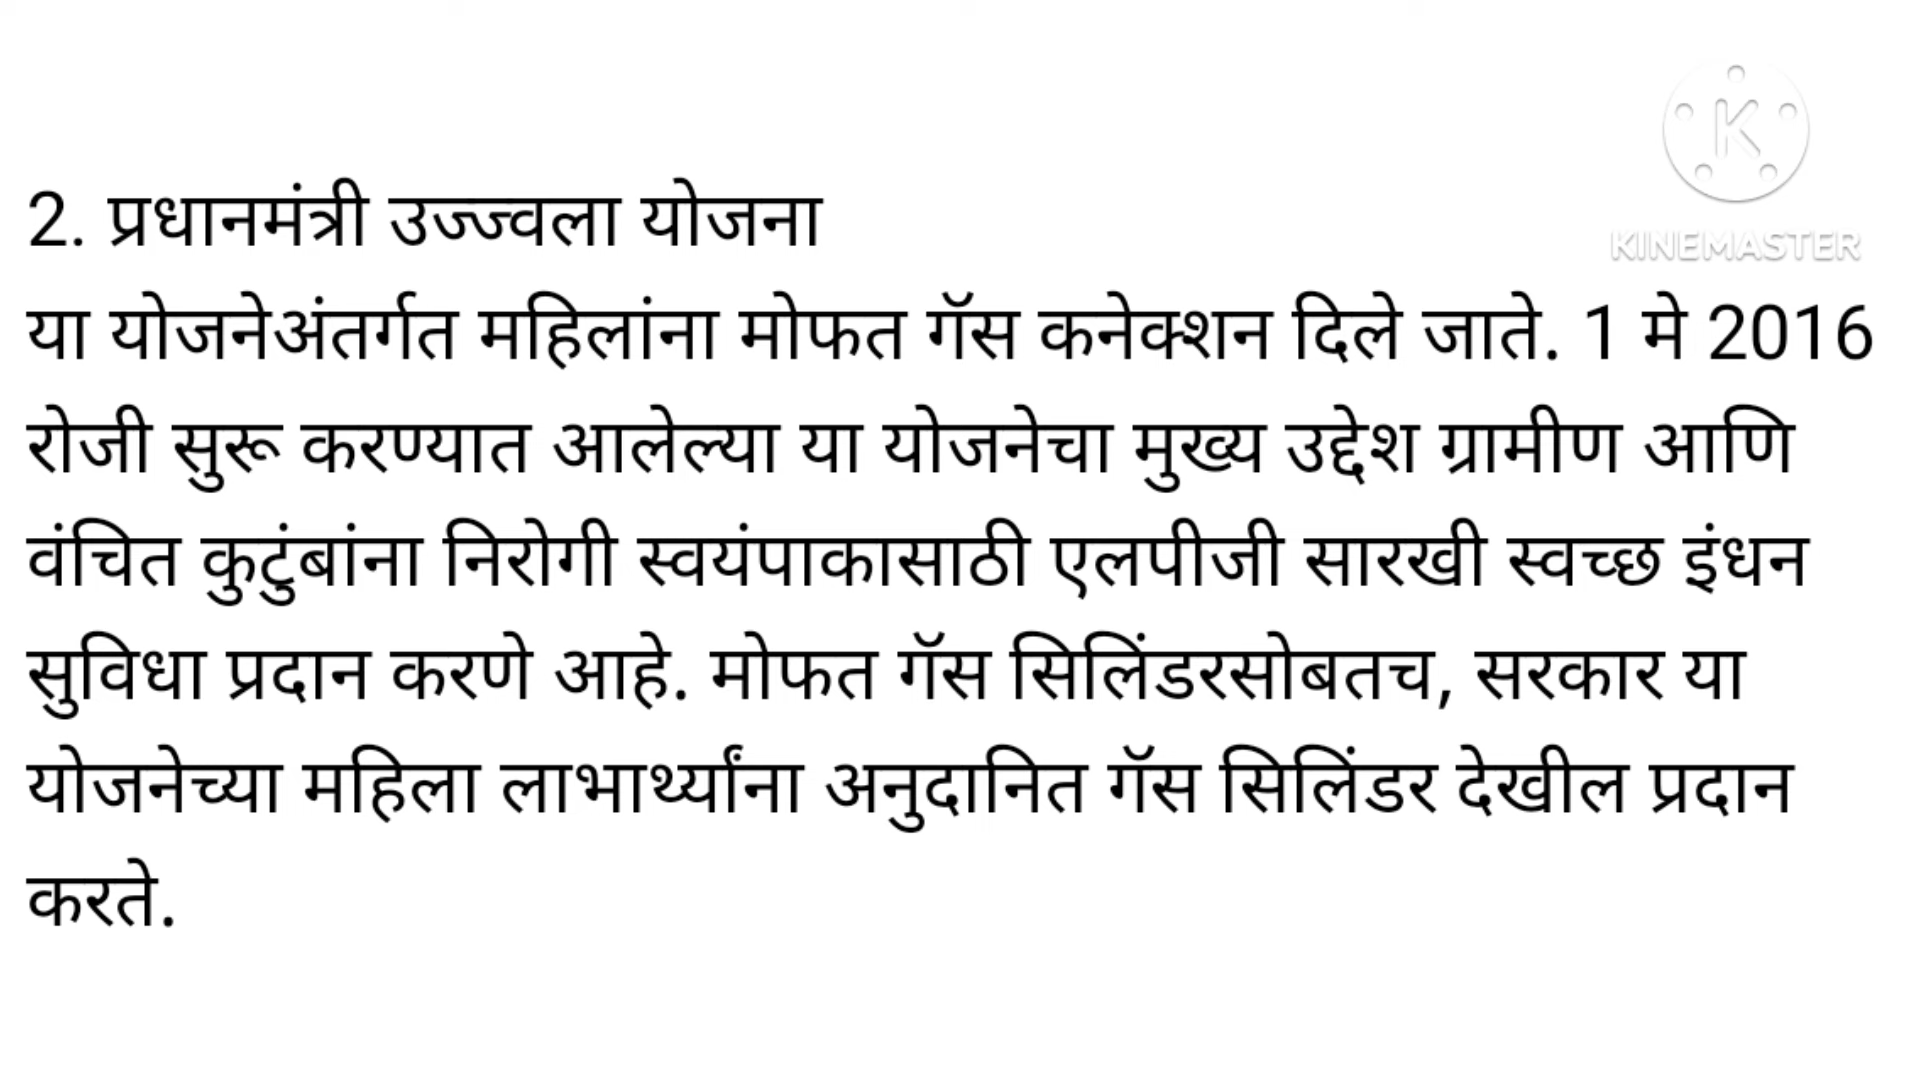 KINEMASTER
2. प्रधानमंत्री उज्ज्वला योजना
या योजनेअंतर्गत महिलांना मोफत गॅस कनेक्शन दिले जाते. 1 मे 2016
रोजी सुरू करण्यात आलेल्या या योजनेचा मुख्य उद्देश ग्रामीण आणि
वंचित कुटुंबांना निरोगी स्वयंपाकासाठी एलपीजी सारखी स्वच्छ इंधन
सुविधा प्रदान करणे आहे. मोफत गॅस सिलिंडरसोबतच, सरकार या
योजनेच्या महिला लाभार्थ्यांना अनुदानित गॅस सिलिंडर देखील प्रदान
करते.